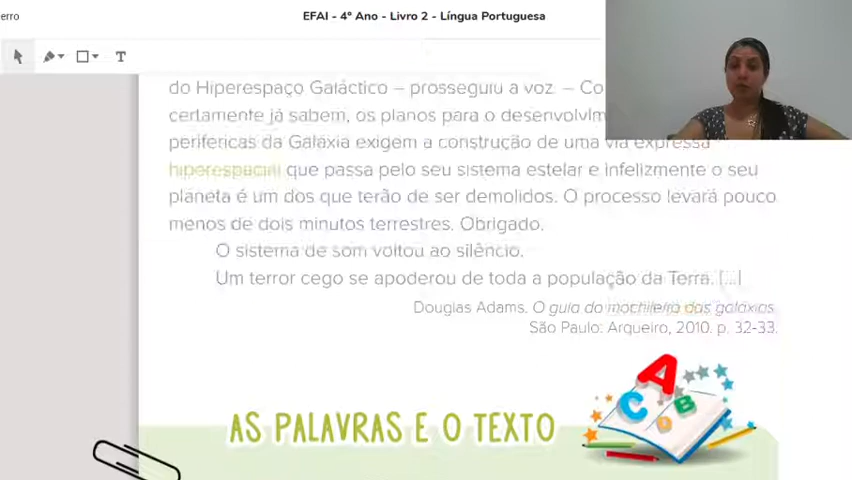 erro
EFAI - 4º Ano - Livro 2 - Língua Portuguesa
T
do Hiperespaço Galáctico – prosseguiu a voz. – Co
certamente já sabem, os planos para o desenvolvim
periféricas da Galáxia exigem a construção de uma via expressa
hiperespacial que passa pelo seu sistema estelar e infelizmente o seu
planeta é um dos que terão de ser demolidos. O processo levará pouco
menos de dois minutos terrestres. Obrigado.
O sistema de som voltou ao silêncio.
Um terror cego se apoderou de toda a população da Terra. [...]
Douglas Adams. O guia do mochileiro das galáxias.
São Paulo: Arqueiro, 2010. p. 32-33.
AS PALAVRAS E O TEXTO
A
C B
D